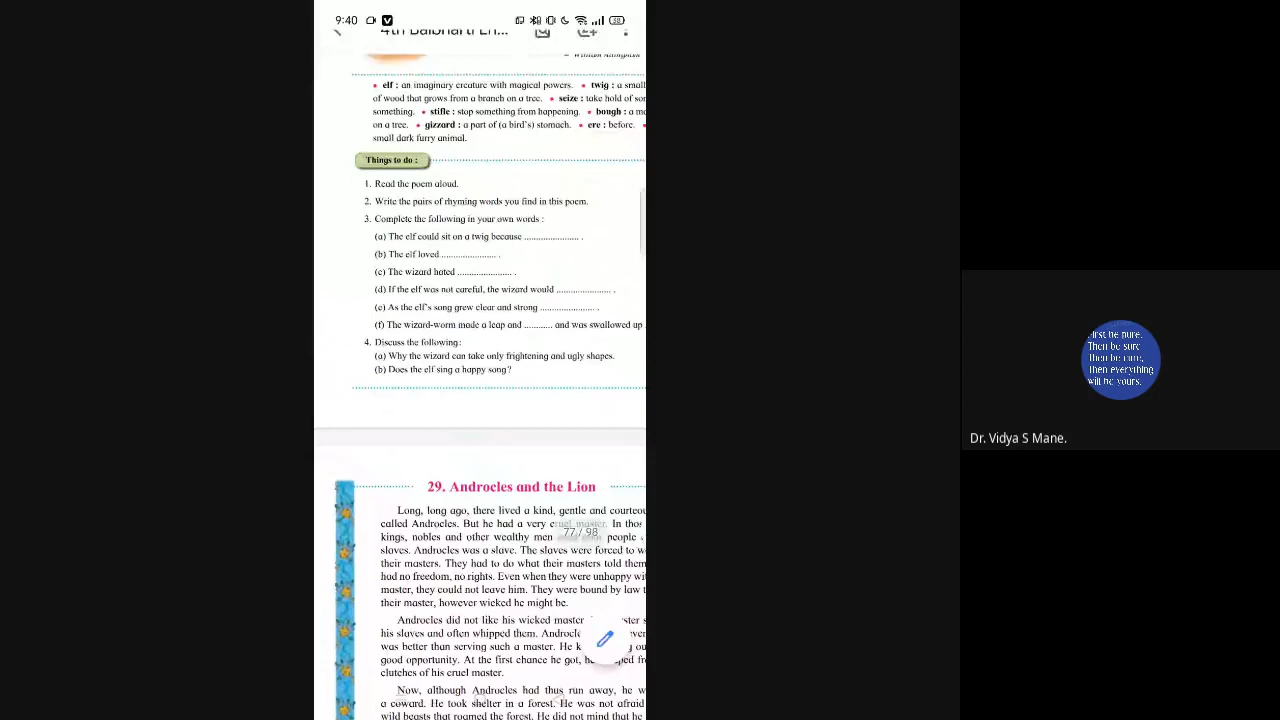 9:40
33
4th Balbharti En...
– William Allingham
• elf : an imaginary creature with magical powers. • twig : a small
of wood that grows from a branch on a tree. • seize : take hold of
something. • stifle : stop something from happening. • bough : a
on a tree. • gizzard : a part of (a bird's) stomach. • ere : before. •
small dark furry animal.
Things to do :
1. Read the poem aloud.
2. Write the pairs of rhyming words you find in this poem.
3. Complete the following in your own words :
(a) The elf could sit on a twig because ....................... .
(b) The elf loved ....................... .
(c) The wizard hated ....................... .
(d) If the elf was not careful, the wizard would ....................... .
(e) As the elf's song grew clear and strong ....................... .
(f) The wizard-worm made a leap and ............ and was swallowed up
4. Discuss the following:
(a) Why the wizard can take only frightening and ugly shapes.
(b) Does the elf sing a happy song?
29. Androcles and the Lion
Long, long ago, there lived a kind, gentle and courteou
called Androcles. But he had a very cruel master. In thos
kings, nobles and other wealthy men people
77 / 98
slaves. Androcles was a slave. The slaves were forced to w
their masters. They had to do what their masters told them
had no freedom, no rights. Even when they were unhappy wi
master, they could not leave him. They were bound by law t
their master, however wicked he might be.
Androcles did not like his wicked master
his slaves and often whipped them.
was better than serving such a master. He
good opportunity. At the first chance he got,
clutches of his cruel master.
Now, although Androcles had thus run away, he w
a coward. He took shelter in a forest. He was not afraid
wild beasts that roamed the forest. He did not mind that he
First be pure.
Then be sure
Then be
Then everything
will be yours.
Dr. Vidya S Mane.